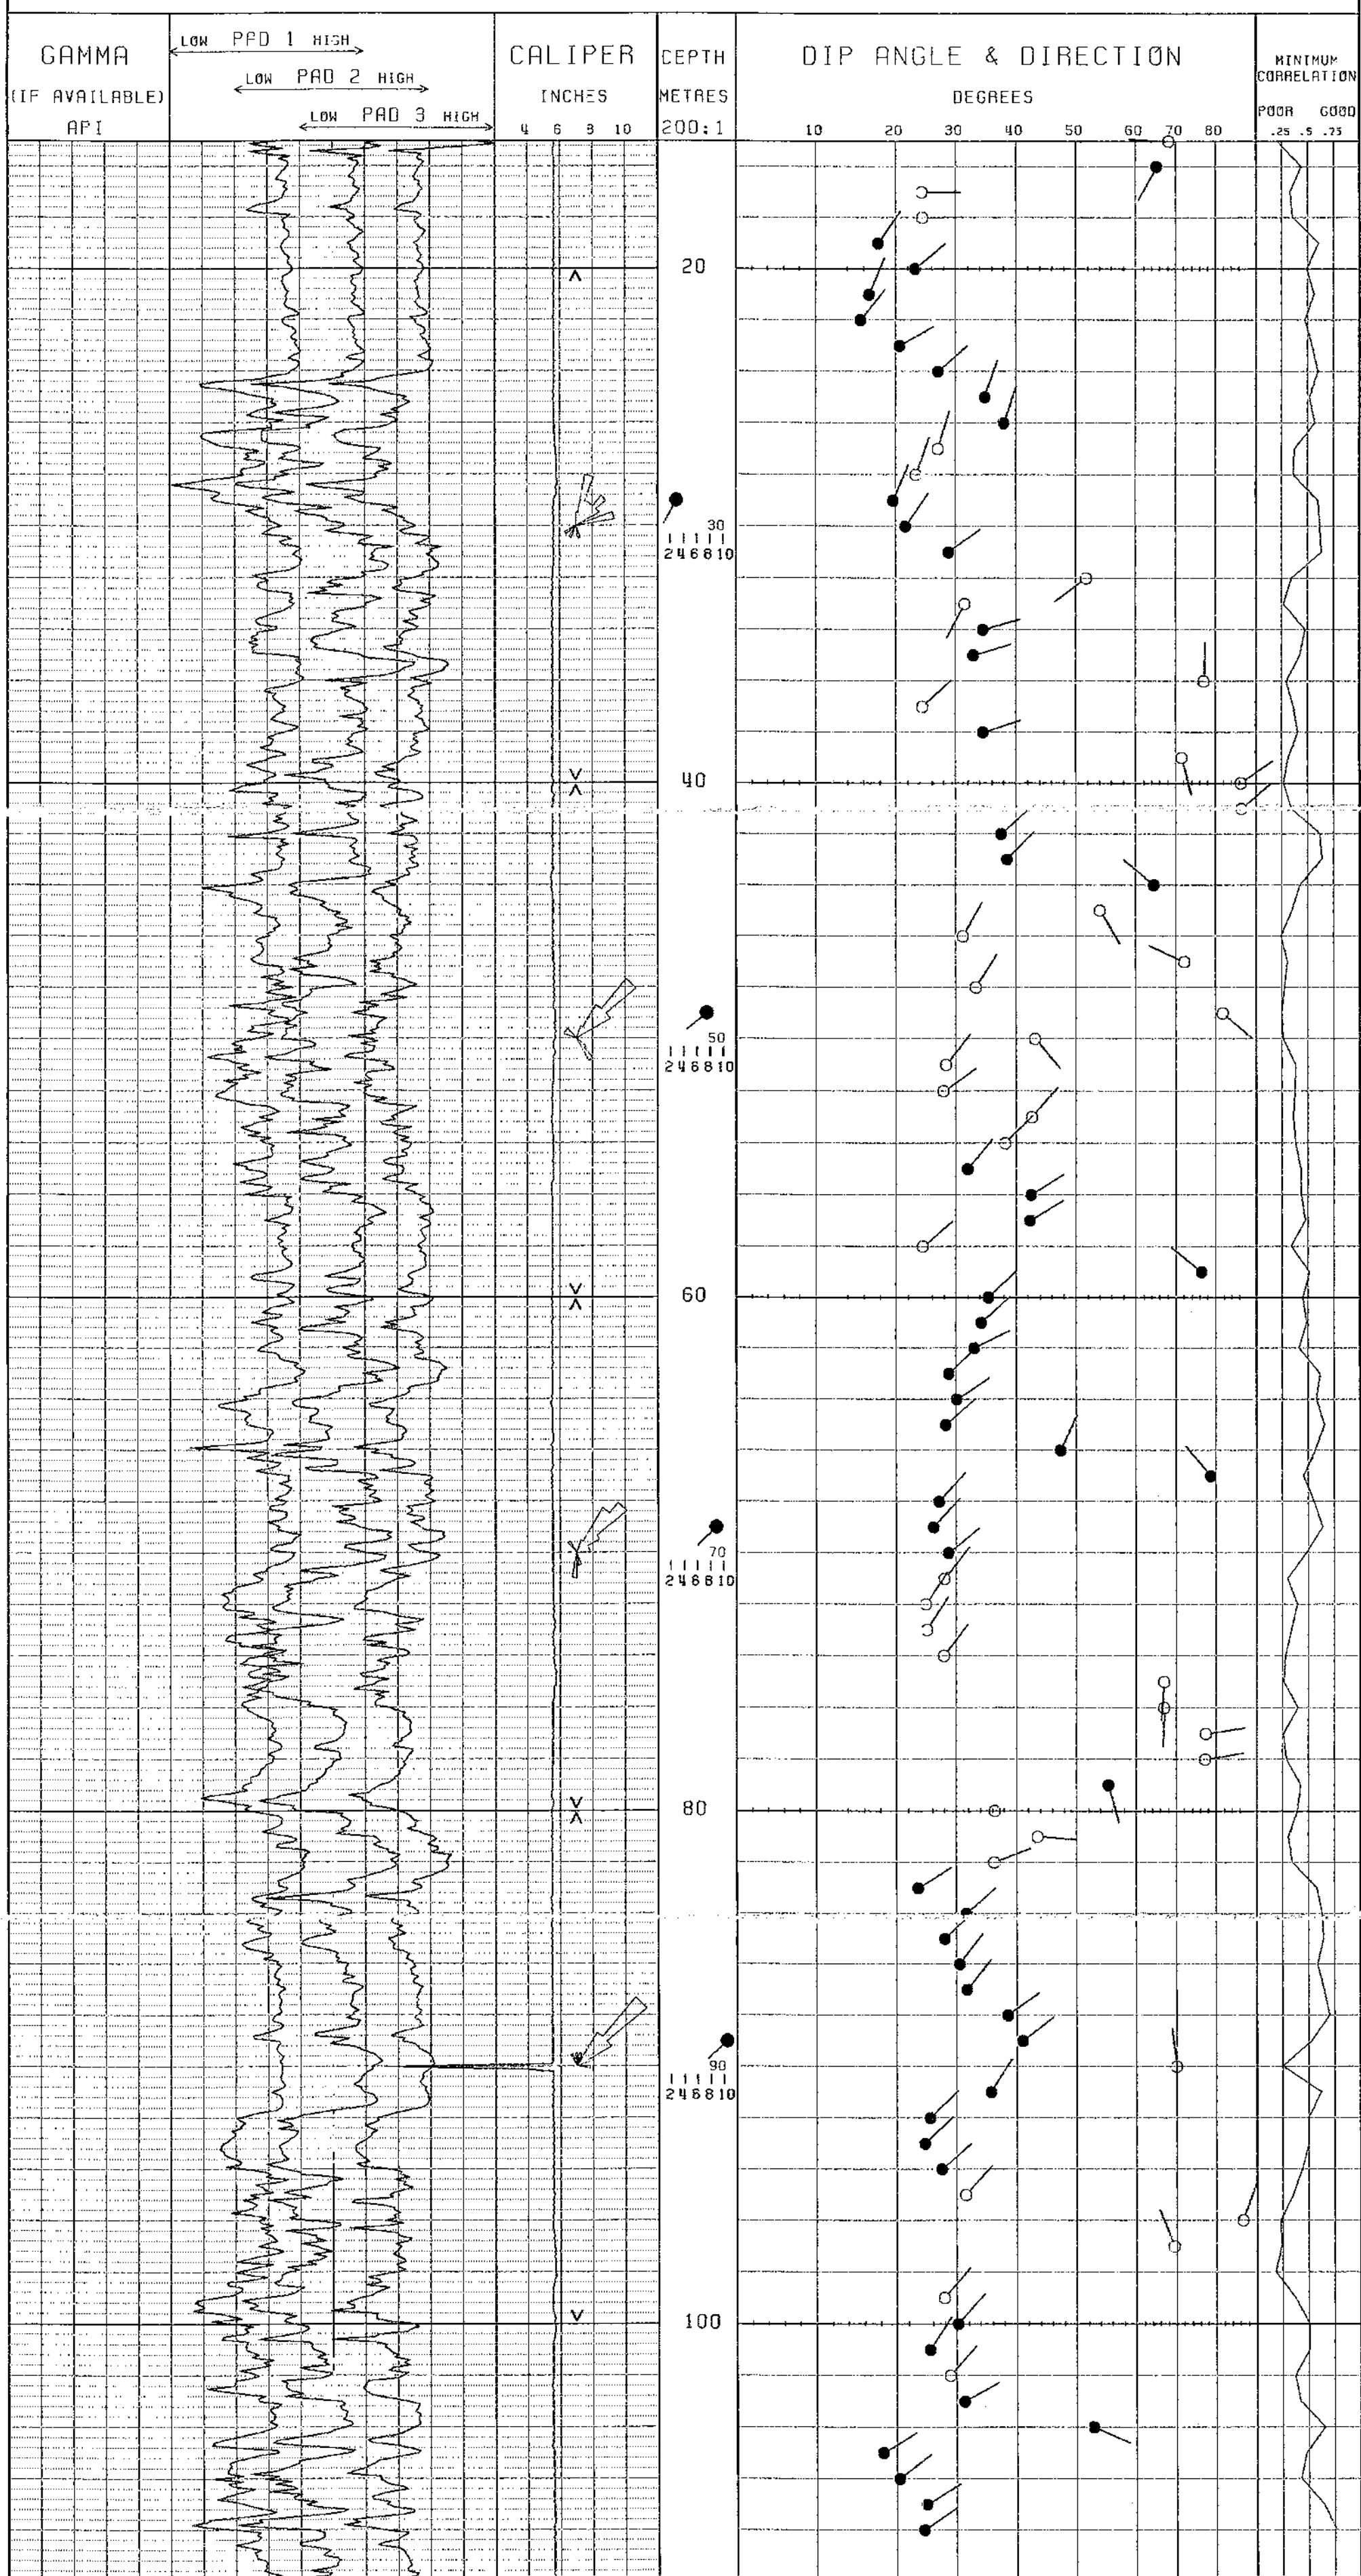 GAMMA
(IF AVAILABLE)
API
LOW PAD 1 HIGH
LOW PAD 2 HIGH
LOW PAD 3 HIGH
CALIPER
INCHES
4 6 8 10
CEPTH
METRES
200:1
DIP ANGLE & DIRECTION
DEGREES
10 20 30 40 50 60 70 80
MINIMUM
CORRELATION
POOR GOOD
.25 .5 .75
20
30
2 4 6 8 10
40
50
2 4 6 8 10
60
70
2 4 6 8 10
80
90
2 4 6 8 10
100